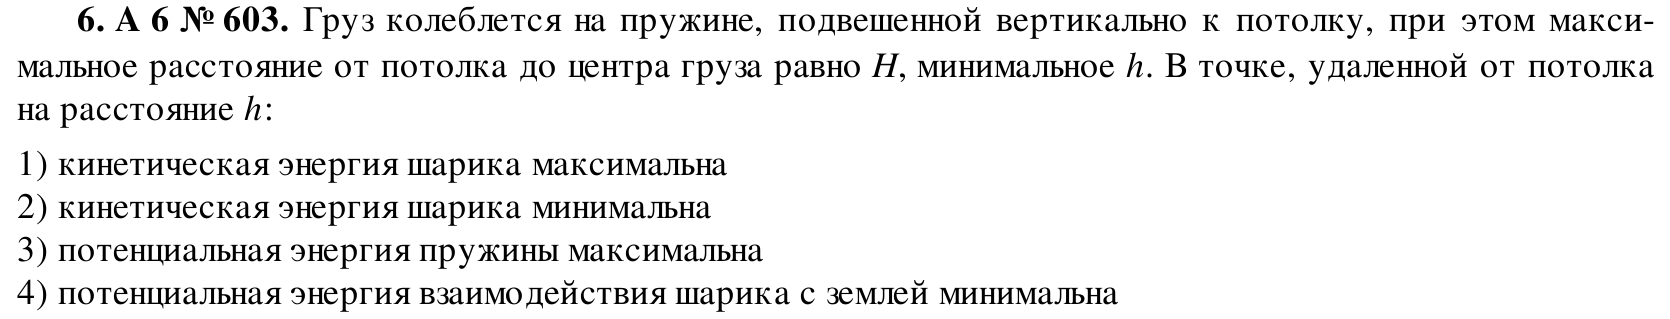 6. А 6 № 603. Груз колеблется на пружине, подвешенной вертикально к потолку, при этом макси-
мальное расстояние от потолка до центра груза равно H, минимальное h. В точке, удаленной от потолка
на расстояние h:
1) кинетическая энергия шарика максимальна
2) кинетическая энергия шарика минимальна
3) потенциальная энергия пружины максимальна
4) потенциальная энергия взаимодействия шарика с землей минимальна